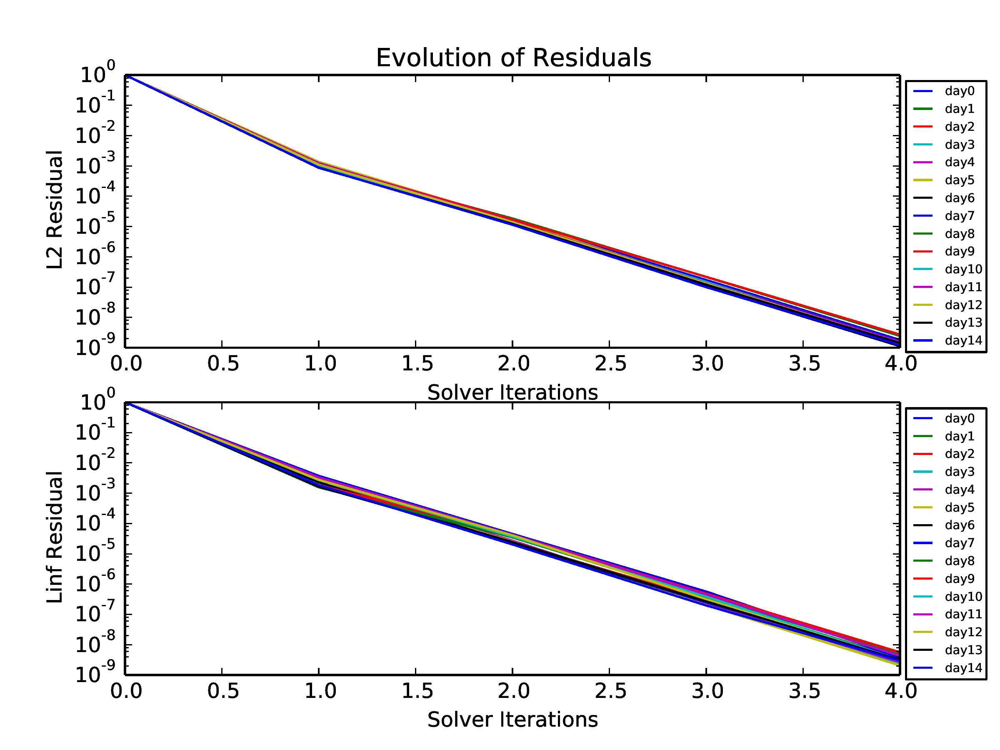 Evolution of Residuals
L2 Residual
10^0
10^-1
10^-2
10^-3
10^-4
10^-5
10^-6
10^-7
10^-8
10^-9
0.0 0.5 1.0 1.5 2.0 2.5 3.0 3.5 4.0
Solver Iterations
day0
day1
day2
day3
day4
day5
day6
day7
day8
day9
day10
day11
day12
day13
day14
Linf Residual
10^0
10^-1
10^-2
10^-3
10^-4
10^-5
10^-6
10^-7
10^-8
10^-9
0.0 0.5 1.0 1.5 2.0 2.5 3.0 3.5 4.0
Solver Iterations
day0
day1
day2
day3
day4
day5
day6
day7
day8
day9
day10
day11
day12
day13
day14